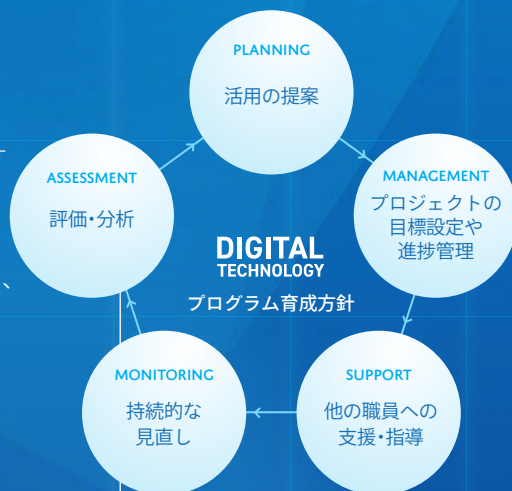 PLANNING
活用の提案
ASSESSMENT
評価・分析
MANAGEMENT
プロジェクトの
目標設定や
進捗管理
DIGITAL
TECHNOLOGY
プログラム育成方針
MONITORING
持続的な
見直し
SUPPORT
他の職員への
支援・指導